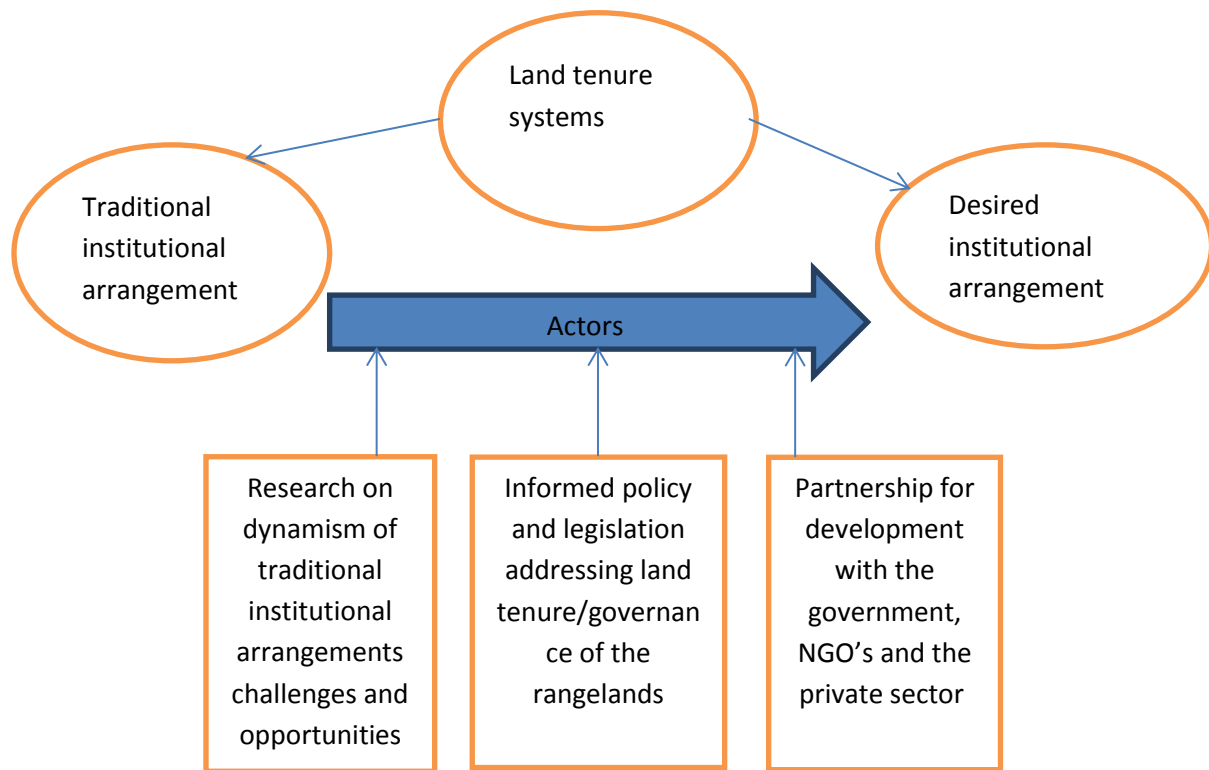 Land tenure
systems
Traditional
institutional
arrangement
Desired
institutional
arrangement
Actors
Research on
dynamism of
traditional
institutional
arrangements
challenges and
opportunities
Informed policy
and legislation
addressing land
tenure/governan
ce of the
rangelands
Partnership for
development
with the
government,
NGO’s and the
private sector